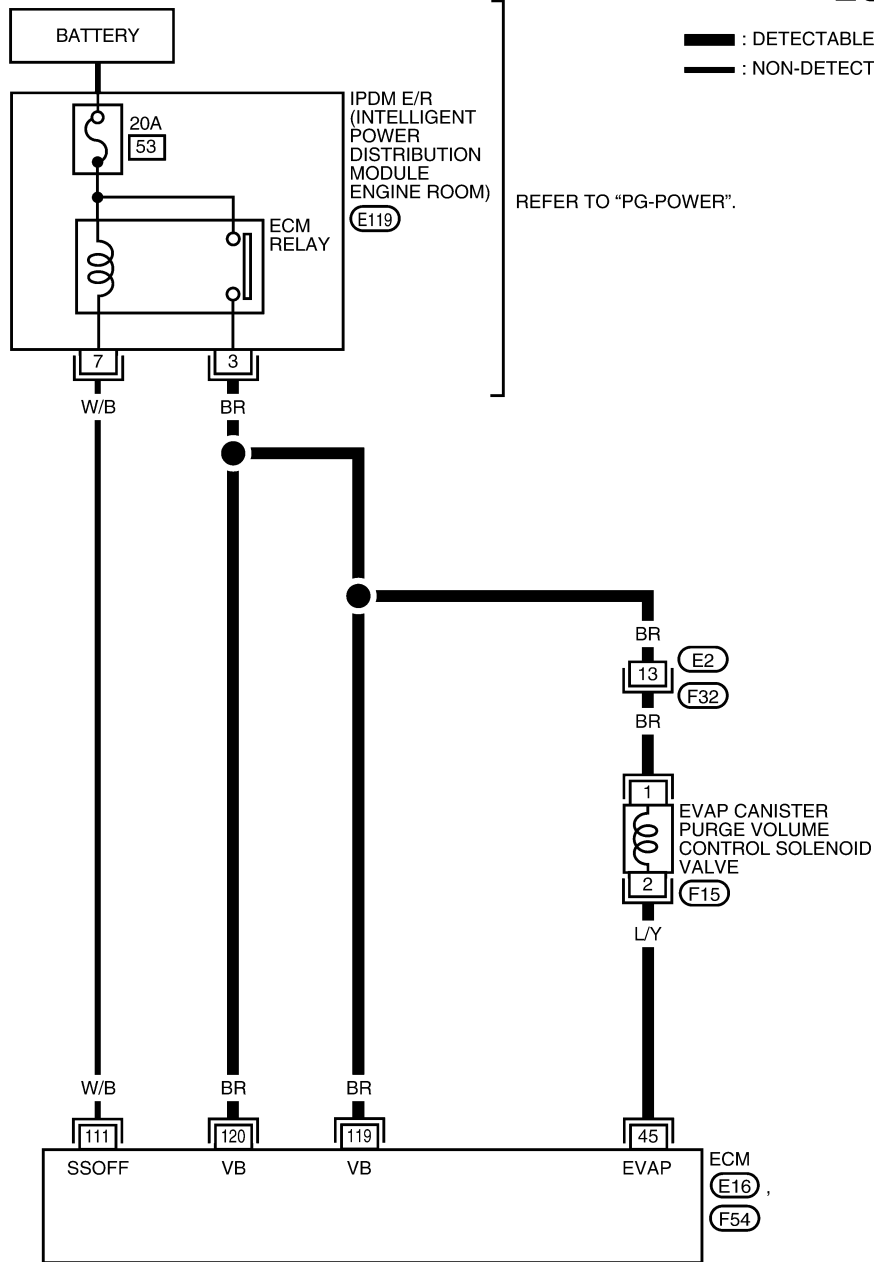 BATTERY
: DETECTABLE
: NON-DETECT
20A
53
IPDM E/R
(INTELLIGENT
POWER
DISTRIBUTION
MODULE
ENGINE ROOM)
E119
REFER TO “PG-POWER”.
ECM
RELAY
7
3
W/B
BR
BR
13
E2
F32
BR
1
EVAP CANISTER
PURGE VOLUME
CONTROL SOLENOID
VALVE
2
F15
L/Y
W/B
BR
BR
111
120
119
45
SSOFF
VB
VB
EVAP
ECM
E16 ,
F54